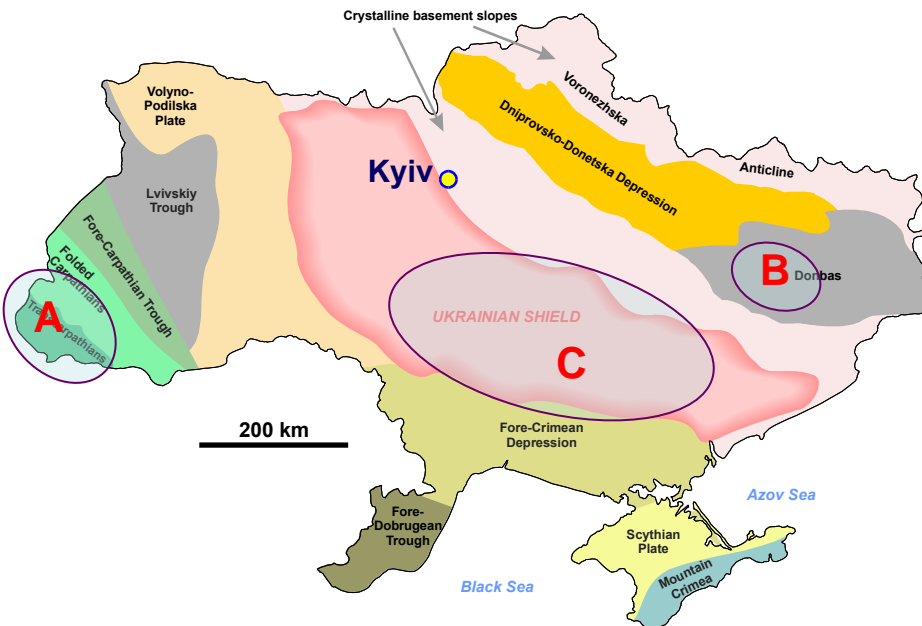 Crystalline basement slopes
Volyno-
Podilska
Plate
Voronezhska
Dniprovsko-Donetska Depression
Anticline
Kyiv
Lvivskiy
Trough
Fore-Carpathian Trough
Folded
Carpathians
Transcarpathians
A
B
Donbas
UKRAINIAN SHIELD
C
200 km
Fore-Crimean
Depression
Azov Sea
Fore-
Dobrugean
Trough
Scythian
Plate
Mountain
Crimea
Black Sea